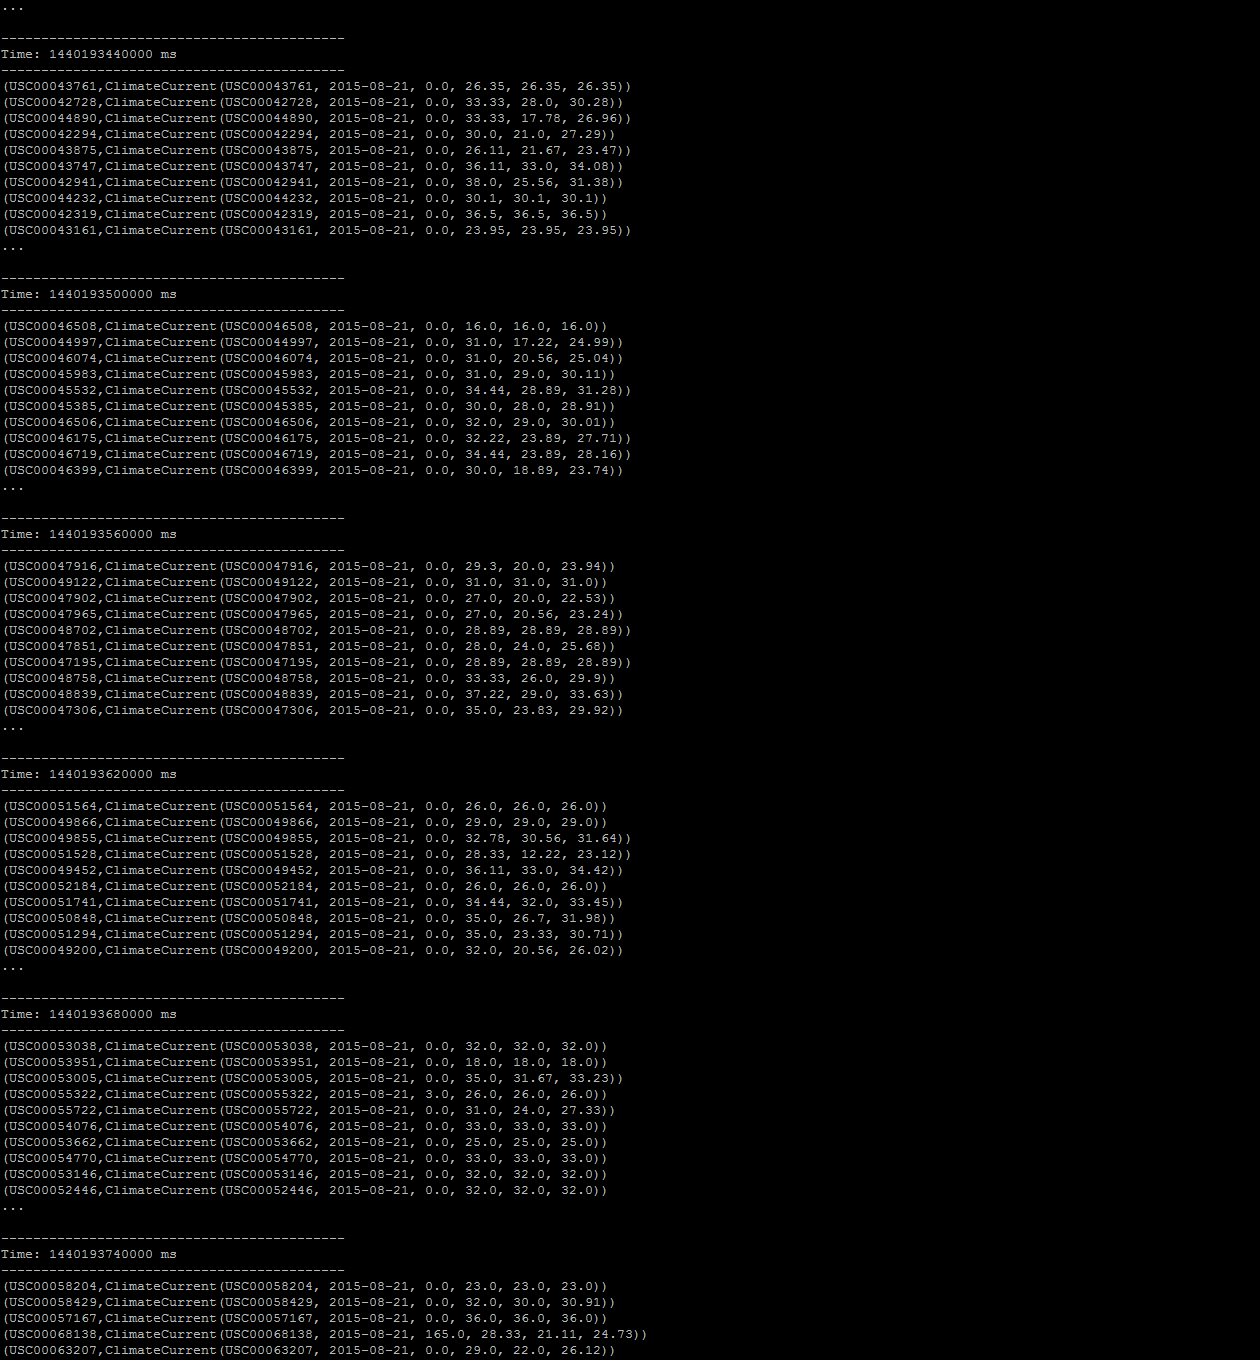 ...
-------------------------------------------
Time: 1440193440000 ms
-------------------------------------------
(USC00043761,ClimateCurrent(USC00043761, 2015-08-21, 0.0, 26.35, 26.35, 26.35))
(USC00042728,ClimateCurrent(USC00042728, 2015-08-21, 0.0, 33.33, 28.0, 30.28))
(USC00044890,ClimateCurrent(USC00044890, 2015-08-21, 0.0, 33.33, 17.78, 26.96))
(USC00042294,ClimateCurrent(USC00042294, 2015-08-21, 0.0, 30.0, 21.0, 27.29))
(USC00043875,ClimateCurrent(USC00043875, 2015-08-21, 0.0, 26.11, 21.67, 23.47))
(USC00043747,ClimateCurrent(USC00043747, 2015-08-21, 0.0, 36.11, 33.0, 34.08))
(USC00042941,ClimateCurrent(USC00042941, 2015-08-21, 0.0, 38.0, 25.56, 31.38))
(USC00044232,ClimateCurrent(USC00044232, 2015-08-21, 0.0, 30.1, 30.1, 30.1))
(USC00042319,ClimateCurrent(USC00042319, 2015-08-21, 0.0, 36.5, 36.5, 36.5))
(USC00043161,ClimateCurrent(USC00043161, 2015-08-21, 0.0, 23.95, 23.95, 23.95))
...
-------------------------------------------
Time: 1440193500000 ms
-------------------------------------------
(USC00046508,ClimateCurrent(USC00046508, 2015-08-21, 0.0, 16.0, 16.0, 16.0))
(USC00044997,ClimateCurrent(USC00044997, 2015-08-21, 0.0, 31.0, 17.22, 24.99))
(USC00046074,ClimateCurrent(USC00046074, 2015-08-21, 0.0, 31.0, 20.56, 25.04))
(USC00045983,ClimateCurrent(USC00045983, 2015-08-21, 0.0, 31.0, 29.0, 30.11))
(USC00045532,ClimateCurrent(USC00045532, 2015-08-21, 0.0, 34.44, 28.89, 31.28))
(USC00045385,ClimateCurrent(USC00045385, 2015-08-21, 0.0, 30.0, 28.0, 28.91))
(USC00046506,ClimateCurrent(USC00046506, 2015-08-21, 0.0, 32.0, 29.0, 30.01))
(USC00046175,ClimateCurrent(USC00046175, 2015-08-21, 0.0, 32.22, 23.89, 27.71))
(USC00046719,ClimateCurrent(USC00046719, 2015-08-21, 0.0, 34.44, 23.89, 28.16))
(USC00046399,ClimateCurrent(USC00046399, 2015-08-21, 0.0, 30.0, 18.89, 23.74))
...
-------------------------------------------
Time: 1440193560000 ms
-------------------------------------------
(USC00047916,ClimateCurrent(USC00047916, 2015-08-21, 0.0, 29.3, 20.0, 23.94))
(USC00049122,ClimateCurrent(USC00049122, 2015-08-21, 0.0, 31.0, 31.0, 31.0))
(USC00047902,ClimateCurrent(USC00047902, 2015-08-21, 0.0, 27.0, 20.0, 22.53))
(USC00047965,ClimateCurrent(USC00047965, 2015-08-21, 0.0, 27.0, 20.56, 23.24))
(USC00048702,ClimateCurrent(USC00048702, 2015-08-21, 0.0, 28.89, 28.89, 28.89))
(USC00047851,ClimateCurrent(USC00047851, 2015-08-21, 0.0, 28.0, 24.0, 25.68))
(USC00047195,ClimateCurrent(USC00047195, 2015-08-21, 0.0, 28.89, 28.89, 28.89))
(USC00048758,ClimateCurrent(USC00048758, 2015-08-21, 0.0, 33.33, 26.0, 29.9))
(USC00048839,ClimateCurrent(USC00048839, 2015-08-21, 0.0, 37.22, 29.0, 33.63))
(USC00047306,ClimateCurrent(USC00047306, 2015-08-21, 0.0, 35.0, 23.83, 29.92))
...
-------------------------------------------
Time: 1440193620000 ms
-------------------------------------------
(USC00051564,ClimateCurrent(USC00051564, 2015-08-21, 0.0, 26.0, 26.0, 26.0))
(USC00049866,ClimateCurrent(USC00049866, 2015-08-21, 0.0, 29.0, 29.0, 29.0))
(USC00049855,ClimateCurrent(USC00049855, 2015-08-21, 0.0, 32.78, 30.56, 31.64))
(USC00051528,ClimateCurrent(USC00051528, 2015-08-21, 0.0, 28.33, 12.22, 23.12))
(USC00049452,ClimateCurrent(USC00049452, 2015-08-21, 0.0, 36.11, 33.0, 34.42))
(USC00052184,ClimateCurrent(USC00052184, 2015-08-21, 0.0, 26.0, 26.0, 26.0))
(USC00051741,ClimateCurrent(USC00051741, 2015-08-21, 0.0, 34.44, 32.0, 33.45))
(USC00050848,ClimateCurrent(USC00050848, 2015-08-21, 0.0, 35.0, 26.7, 31.98))
(USC00051294,ClimateCurrent(USC00051294, 2015-08-21, 0.0, 35.0, 23.33, 30.71))
(USC00049200,ClimateCurrent(USC00049200, 2015-08-21, 0.0, 32.0, 20.56, 26.02))
...
-------------------------------------------
Time: 1440193680000 ms
-------------------------------------------
(USC00053038,ClimateCurrent(USC00053038, 2015-08-21, 0.0, 32.0, 32.0, 32.0))
(USC00053951,ClimateCurrent(USC00053951, 2015-08-21, 0.0, 18.0, 18.0, 18.0))
(USC00053005,ClimateCurrent(USC00053005, 2015-08-21, 0.0, 35.0, 31.67, 33.23))
(USC00055322,ClimateCurrent(USC00055322, 2015-08-21, 3.0, 26.0, 26.0, 26.0))
(USC00055722,ClimateCurrent(USC00055722, 2015-08-21, 0.0, 31.0, 24.0, 27.33))
(USC00054076,ClimateCurrent(USC00054076, 2015-08-21, 0.0, 33.0, 33.0, 33.0))
(USC00053662,ClimateCurrent(USC00053662, 2015-08-21, 0.0, 25.0, 25.0, 25.0))
(USC00054770,ClimateCurrent(USC00054770, 2015-08-21, 0.0, 33.0, 33.0, 33.0))
(USC00053146,ClimateCurrent(USC00053146, 2015-08-21, 0.0, 32.0, 32.0, 32.0))
(USC00052446,ClimateCurrent(USC00052446, 2015-08-21, 0.0, 32.0, 32.0, 32.0))
...
-------------------------------------------
Time: 1440193740000 ms
-------------------------------------------
(USC00058204,ClimateCurrent(USC00058204, 2015-08-21, 0.0, 23.0, 23.0, 23.0))
(USC00058429,ClimateCurrent(USC00058429, 2015-08-21, 0.0, 32.0, 30.0, 30.91))
(USC00057167,ClimateCurrent(USC00057167, 2015-08-21, 0.0, 36.0, 36.0, 36.0))
(USC00068138,ClimateCurrent(USC00068138, 2015-08-21, 165.0, 28.33, 21.11, 24.73))
(USC00063207,ClimateCurrent(USC00063207, 2015-08-21, 0.0, 29.0, 22.0, 26.12))